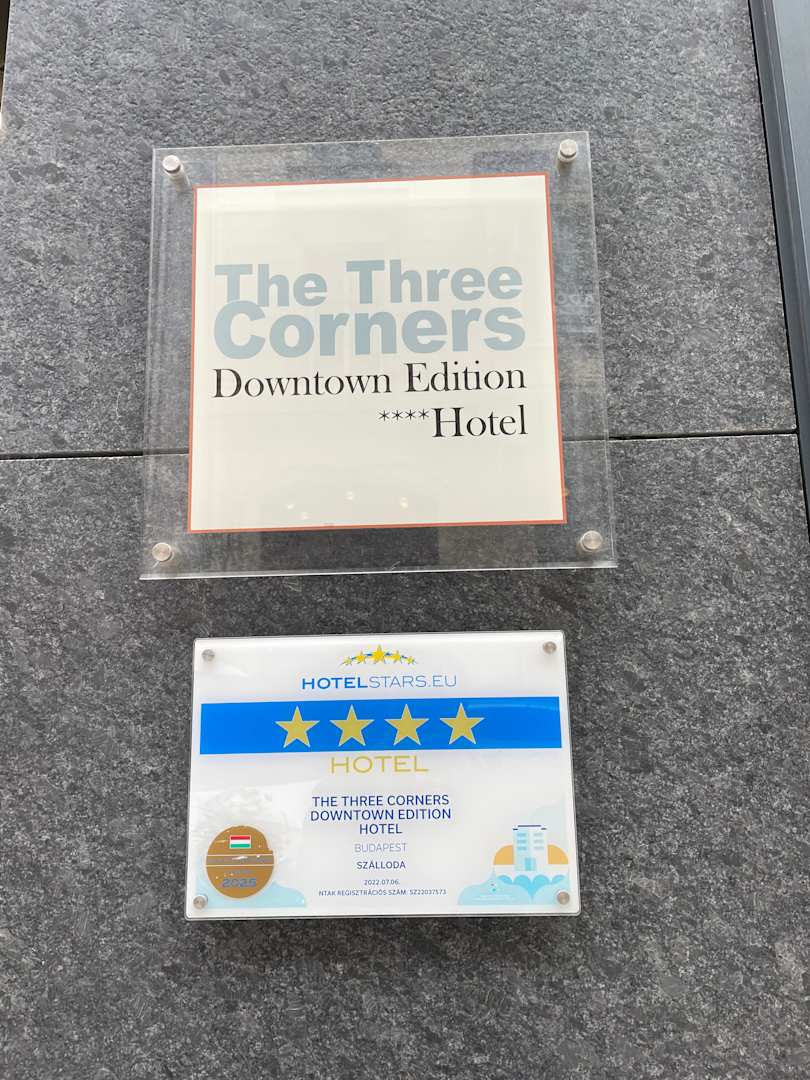 The Three
Corners
Downtown Edition
****Hotel
HOTELSTARS.EU
HOTEL
THE THREE CORNERS
DOWNTOWN EDITION
HOTEL
BUDAPEST
SZÁLLODA
2022.07.06.
NTAK REGISZTRÁCIÓS SZÁM: SZ22037573
2025